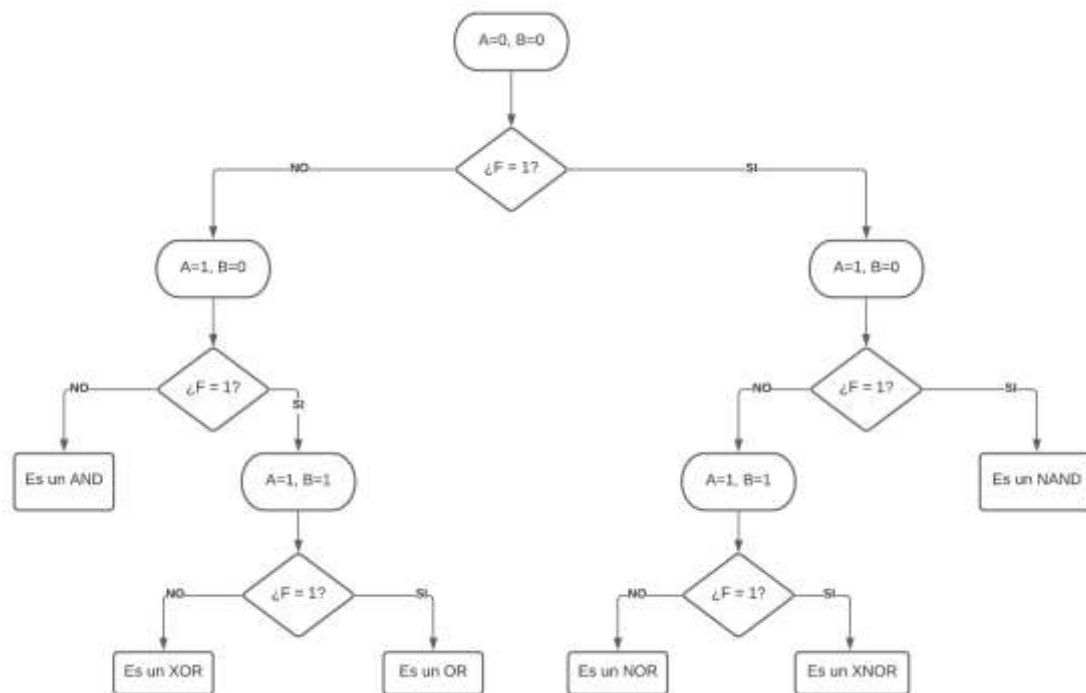 A=0, B=0
¿F = 1?
NO
SI
A=1, B=0
A=1, B=0
¿F = 1?
¿F = 1?
NO
SI
NO
SI
Es un AND
A=1, B=1
A=1, B=1
Es un NAND
¿F = 1?
¿F = 1?
NO
SI
NO
SI
Es un XOR
Es un OR
Es un NOR
Es un XNOR